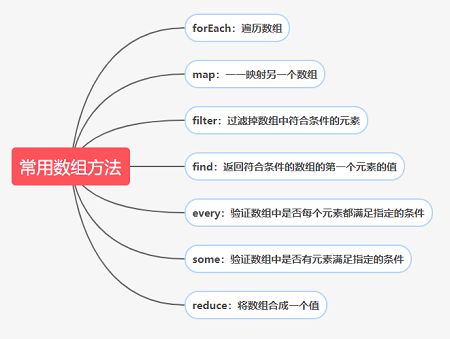 forEach：遍历数组
map：一一映射另一个数组
filter：过滤掉数组中符合条件的元素
常用数组方法
find：返回符合条件的数组的第一个元素的值
every：验证数组中是否每个元素都满足指定的条件
some：验证数组中是否有元素满足指定的条件
reduce：将数组合成一个值